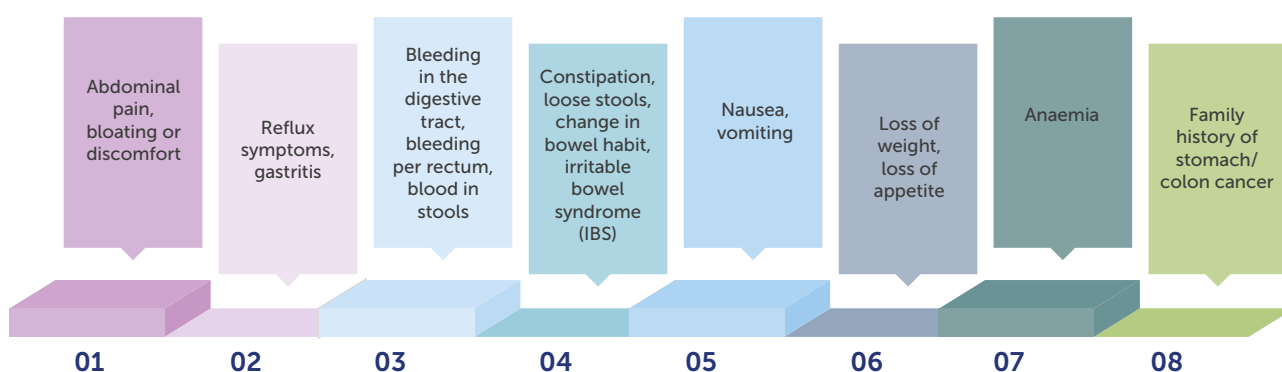 Abdominal
pain,
bloating or
discomfort
Reflux
symptoms,
gastritis
Bleeding
in the
digestive
tract,
bleeding
per rectum,
blood in
stools
Constipation,
loose stools,
change in
bowel habit,
irritable
bowel
syndrome
(IBS)
Nausea,
vomiting
Loss of
weight,
loss of
appetite
Anaemia
Family
history of
stomach/
colon cancer
01 02 03 04 05 06 07 08